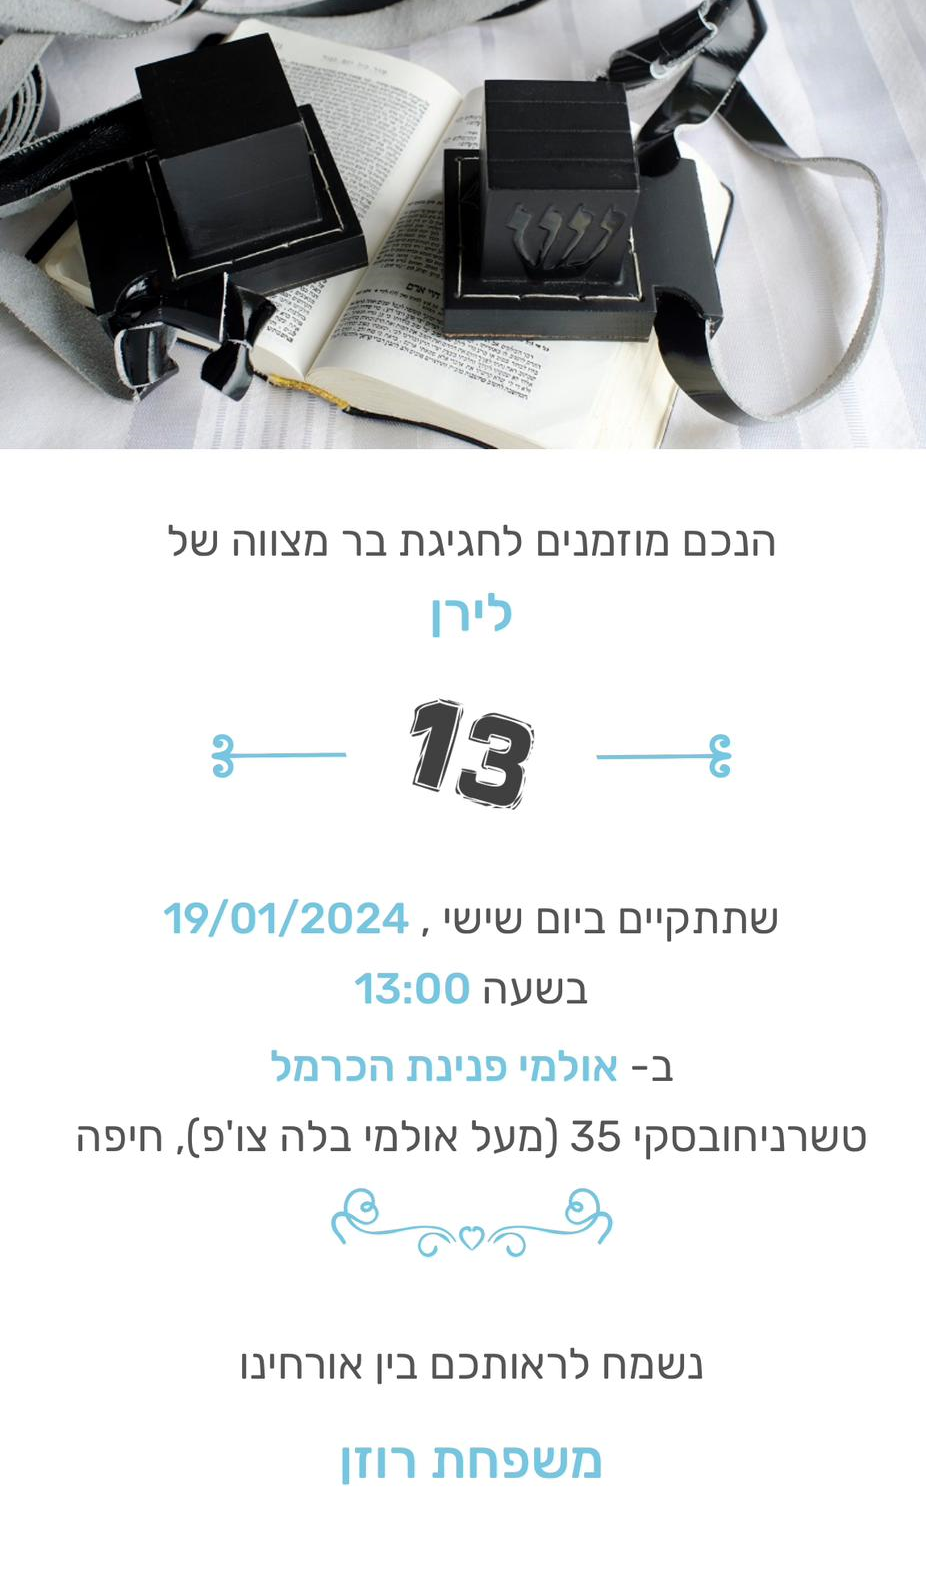 הנכם מוזמנים לחגיגת בר מצווה של
לירן
13
שתתקיים ביום שישי , 19/01/2024
בשעה 13:00
ב- אולמי פנינת הכרמל
טשרניחובסקי 35 (מעל אולמי בלה צו'פ), חיפה
נשמח לראותכם בין אורחינו
משפחת רוזן